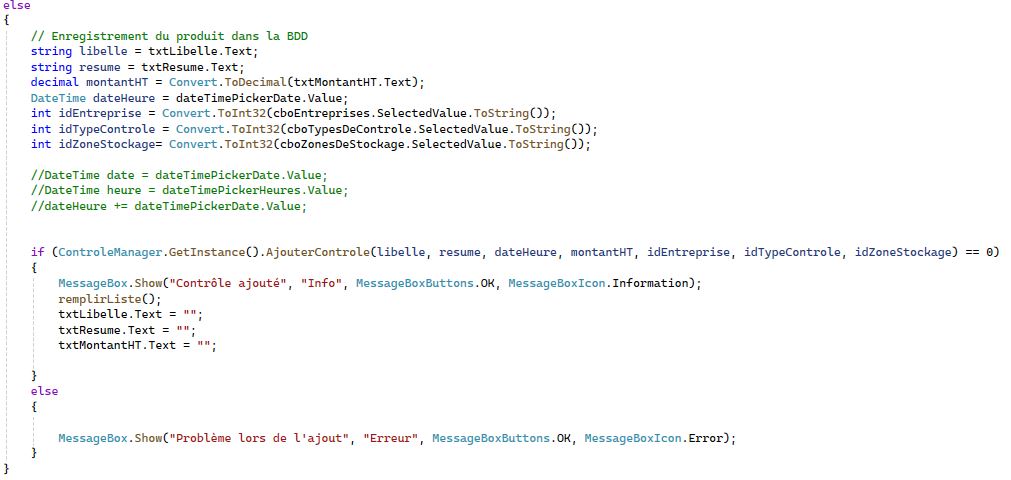 else
{
// Enregistrement du produit dans la BDD
string libelle = txtLibelle.Text;
string resume = txtResume.Text;
decimal montantHT = Convert.ToDecimal(txtMontantHT.Text);
DateTime dateHeure = dateTimePickerDate.Value;
int idEntreprise = Convert.ToInt32(cboEntreprises.SelectedValue.ToString());
int idTypeControle = Convert.ToInt32(cboTypesDeControle.SelectedValue.ToString());
int idZoneStockage= Convert.ToInt32(cboZonesDeStockage.SelectedValue.ToString());
//DateTime date = dateTimePickerDate.Value;
//DateTime heure = dateTimePickerHeures.Value;
//dateHeure += dateTimePickerDate.Value;
if (ControleManager.GetInstance().AjouterControle(libelle, resume, dateHeure, montantHT, idEntreprise, idTypeControle, idZoneStockage) == 0)
{
MessageBox.Show("Contrôle ajouté", "Info", MessageBoxButtons.OK, MessageBoxIcon.Information);
remplirListe();
txtLibelle.Text = "";
txtResume.Text = "";
txtMontantHT.Text = "";
}
else
{
MessageBox.Show("Problème lors de l'ajout", "Erreur", MessageBoxButtons.OK, MessageBoxIcon.Error);
}
}